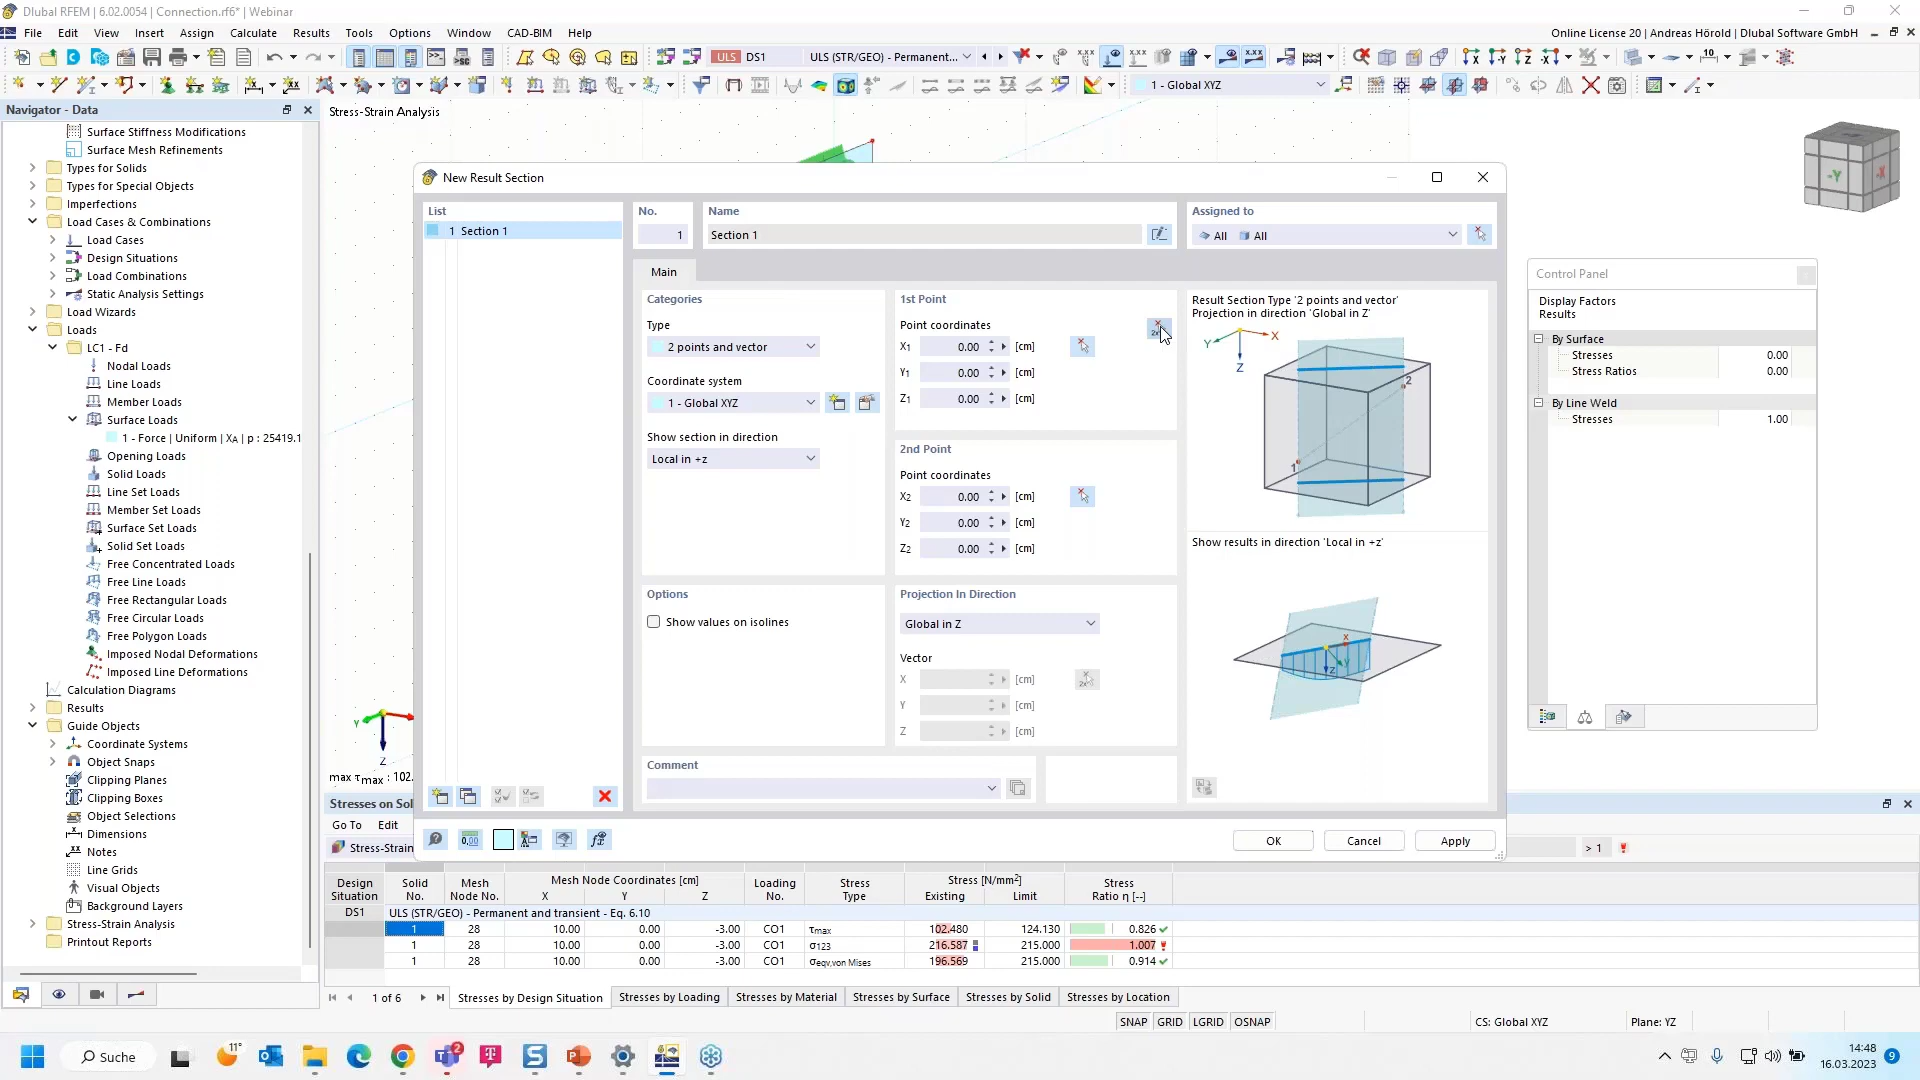 Dlubal RFEM | 6.02.0054 | Connection.rf6* | Webinar
File Edit View Insert Assign Calculate Results Tools Options Window CAD-BIM Help
Online License 20 | Andreas Hörold | Dlubal Software GmbH
ULS DS1 ULS (STR/GEO) - Permanent...
1 - Global XYZ
Navigator - Data
Surface Stiffness Modifications
Surface Mesh Refinements
Types for Solids
Types for Special Objects
Imperfections
Load Cases & Combinations
Load Cases
Design Situations
Load Combinations
Static Analysis Settings
Load Wizards
Loads
LC1 - Fd
Nodal Loads
Line Loads
Member Loads
Surface Loads
1 - Force | Uniform | XA | p : 25419.1
Opening Loads
Solid Loads
Line Set Loads
Member Set Loads
Surface Set Loads
Solid Set Loads
Free Concentrated Loads
Free Line Loads
Free Rectangular Loads
Free Circular Loads
Free Polygon Loads
Imposed Nodal Deformations
Imposed Line Deformations
Calculation Diagrams
Results
Guide Objects
Coordinate Systems
Object Snaps
Clipping Planes
Clipping Boxes
Object Selections
Dimensions
Notes
Line Grids
Visual Objects
Background Layers
Stress-Strain Analysis
Printout Reports
Stress-Strain Analysis
-Y -X
Y
Z
max τmax : 102.
New Result Section
List
1 Section 1
No.
1
Name
Section 1
Assigned to
All All
Main
Categories
Type
2 points and vector
Coordinate system
1 - Global XYZ
Show section in direction
Local in +z
Options
Show values on isolines
1st Point
Point coordinates
X1 0.00 [cm]
Y1 0.00 [cm]
Z1 0.00 [cm]
2nd Point
Point coordinates
X2 0.00 [cm]
Y2 0.00 [cm]
Z2 0.00 [cm]
Projection In Direction
Global in Z
Vector
X [cm]
Y [cm]
Z [cm]
Comment
Result Section Type '2 points and vector'
Projection in direction 'Global in Z'
Y X
Z
2
1
Show results in direction 'Local in +z'
x
y
z
OK Cancel Apply
Control Panel
Display Factors
Results
By Surface
Stresses 0.00
Stress Ratios 0.00
By Line Weld
Stresses 1.00
Stresses on Sol
Go To Edit
Stress-Strain
> 1
Design Situation
Solid No.
Mesh Node No.
Mesh Node Coordinates [cm]
X Y Z
Loading No.
Stress Type
Stress [N/mm²]
Existing Limit
Stress Ratio η [--]
DS1 ULS (STR/GEO) - Permanent and transient - Eq. 6.10
1 28 10.00 0.00 -3.00 CO1 τmax 102.480 124.130 0.826
1 28 10.00 0.00 -3.00 CO1 σ123 216.587 215.000 1.007
1 28 10.00 0.00 -3.00 CO1 σeqv,von Mises 196.569 215.000 0.914
1 of 6 Stresses by Design Situation Stresses by Loading Stresses by Material Stresses by Surface Stresses by Solid Stresses by Location
SNAP GRID LGRID OSNAP
CS: Global XYZ
Plane: YZ
Suche
11°
2
14:48
16.03.2023
9